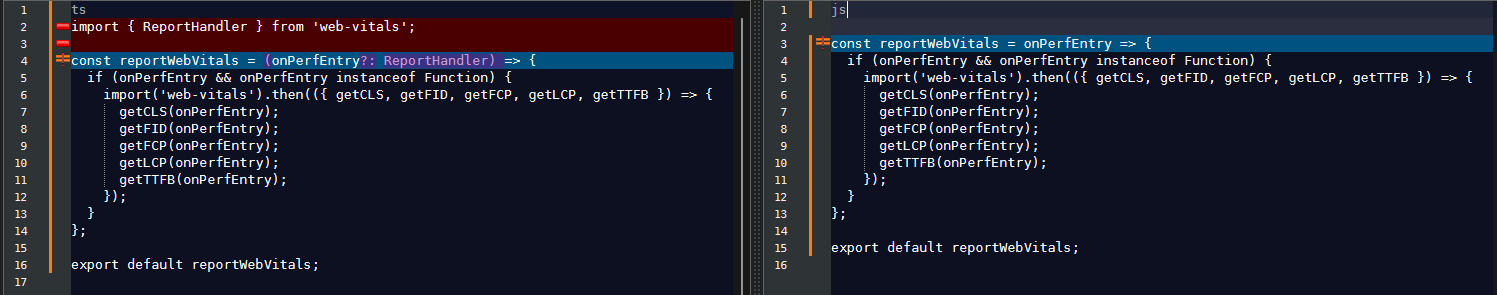 1 ts
2 import { ReportHandler } from 'web-vitals';
3
4 const reportWebVitals = (onPerfEntry?: ReportHandler) => {
5   if (onPerfEntry && onPerfEntry instanceof Function) {
6     import('web-vitals').then(({ getCLS, getFID, getFCP, getLCP, getTTFB }) => {
7       getCLS(onPerfEntry);
8       getFID(onPerfEntry);
9       getFCP(onPerfEntry);
10       getLCP(onPerfEntry);
11       getTTFB(onPerfEntry);
12     });
13   }
14 };
15
16 export default reportWebVitals;
17
1 js
2
3 const reportWebVitals = onPerfEntry => {
4   if (onPerfEntry && onPerfEntry instanceof Function) {
5     import('web-vitals').then(({ getCLS, getFID, getFCP, getLCP, getTTFB }) => {
6       getCLS(onPerfEntry);
7       getFID(onPerfEntry);
8       getFCP(onPerfEntry);
9       getLCP(onPerfEntry);
10       getTTFB(onPerfEntry);
11     });
12   }
13 };
14
15 export default reportWebVitals;
16